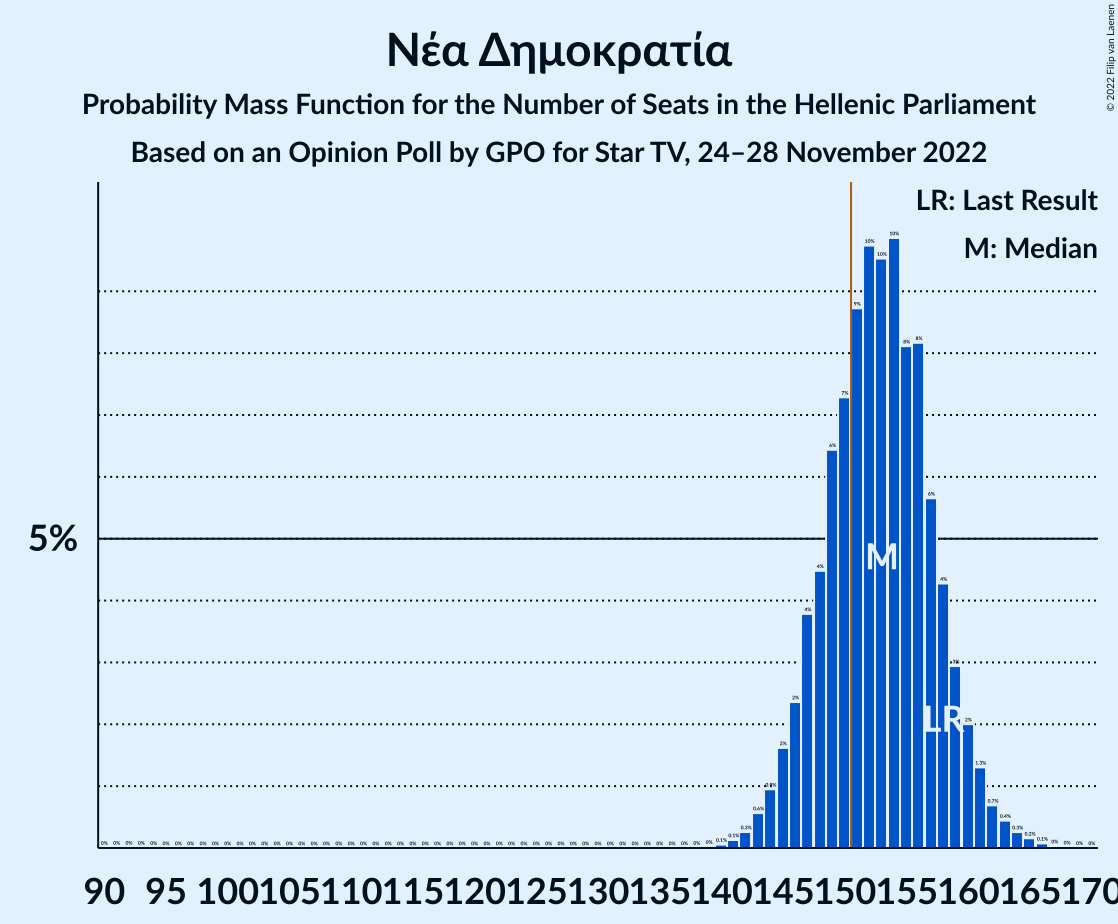 Νέα Δημοκρατία
Probability Mass Function for the Number of Seats in the Hellenic Parliament
Based on an Opinion Poll by GPO for Star TV, 24–28 November 2022
© 2022 Filip van Laenen
LR: Last Result
M: Median
5%
M
LR
90 95 100 105 110 115 120 125 130 135 140 145 150 155 160 165 170